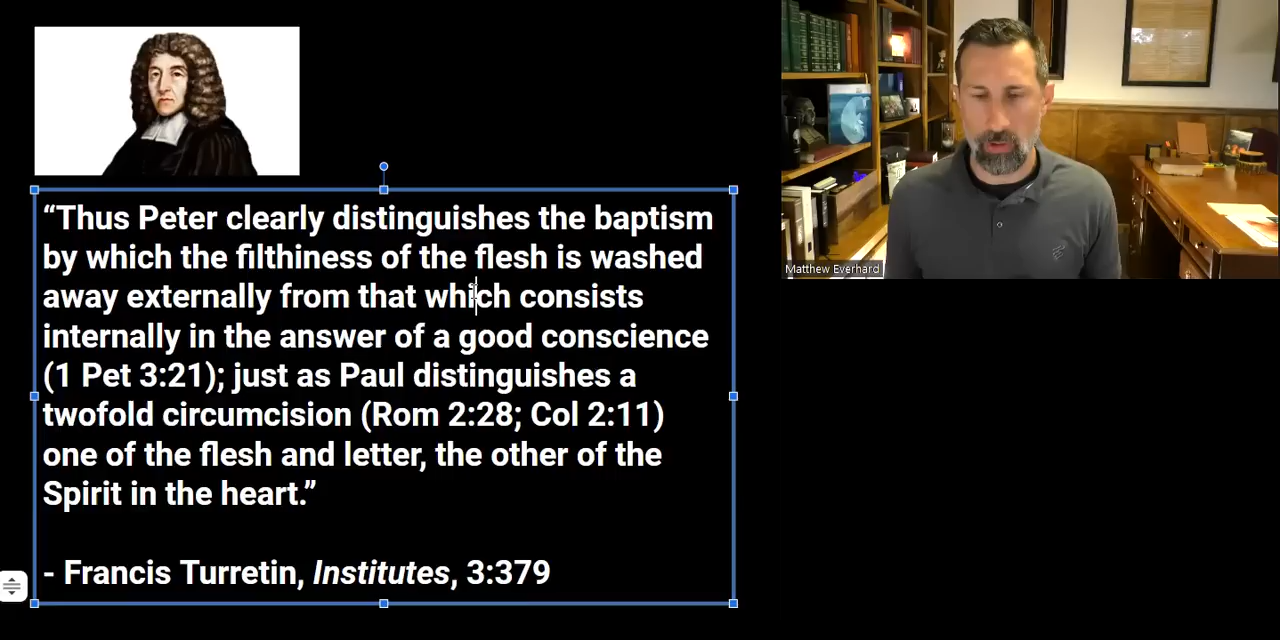 “Thus Peter clearly distinguishes the baptism
by which the filthiness of the flesh is washed
away externally from that which consists
internally in the answer of a good conscience
(1 Pet 3:21); just as Paul distinguishes a
twofold circumcision (Rom 2:28; Col 2:11)
one of the flesh and letter, the other of the
Spirit in the heart.”
- Francis Turretin, Institutes, 3:379
Matthew Everhard